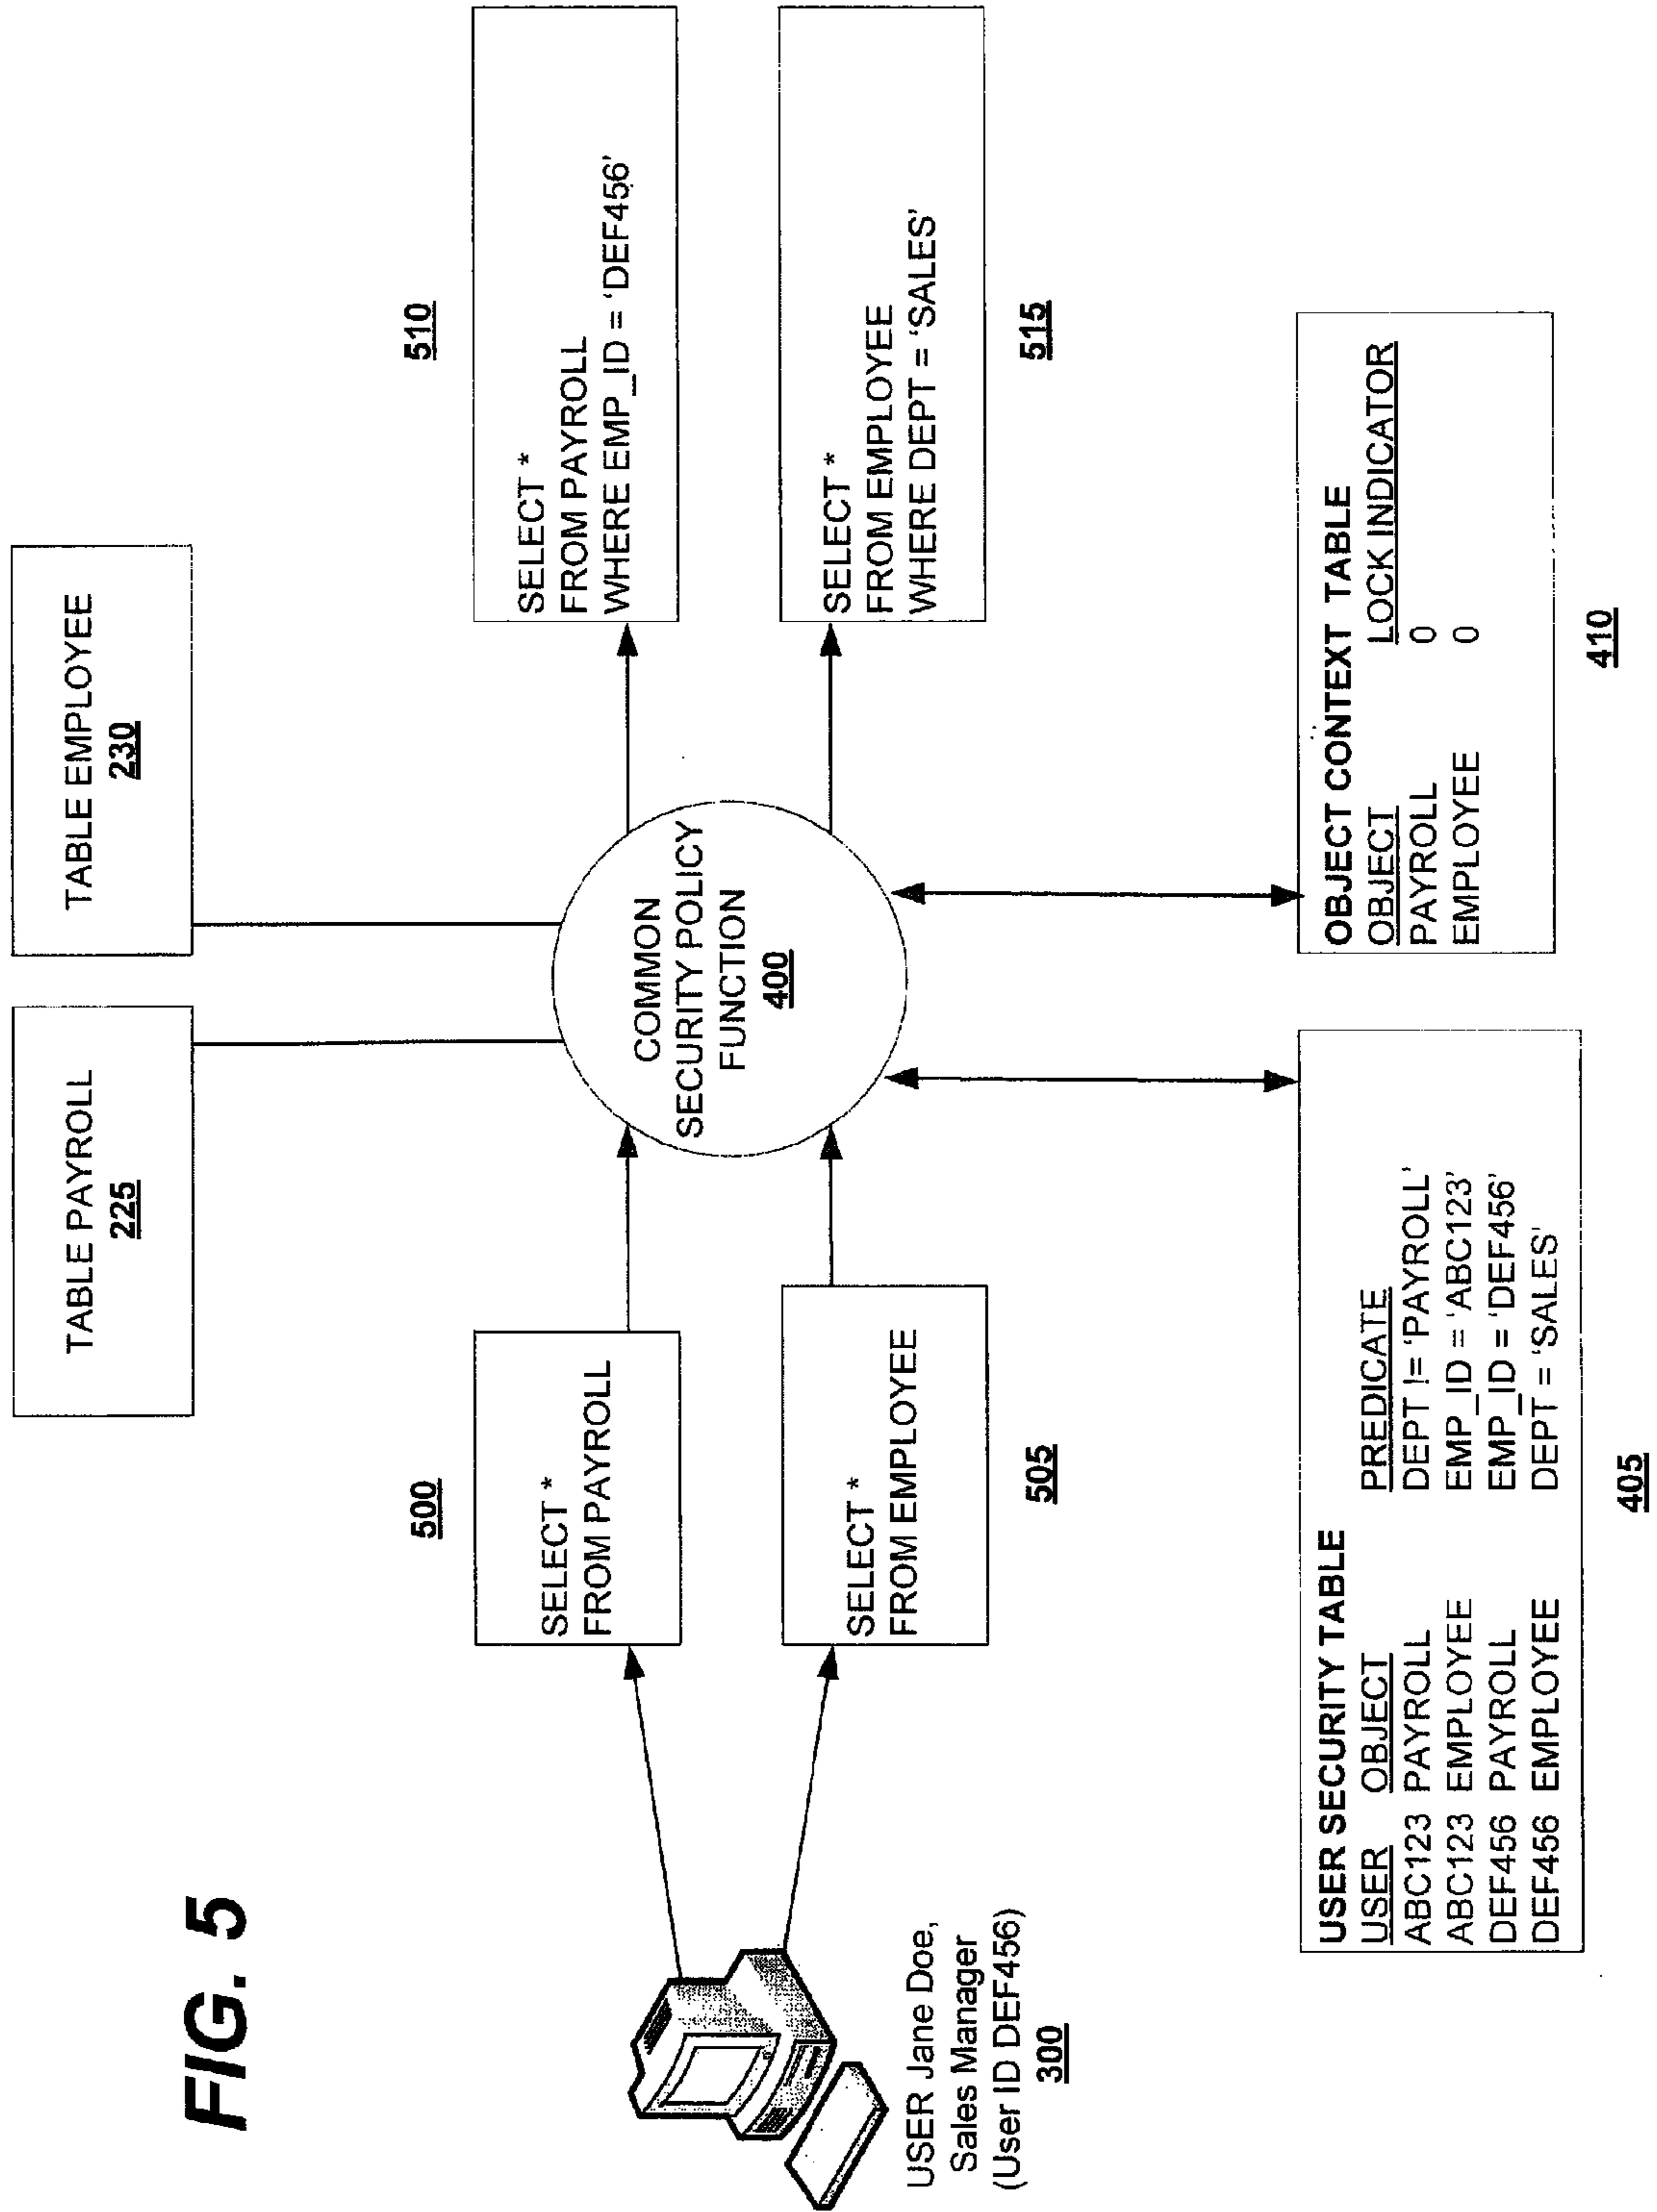 FIG. 5
TABLE PAYROLL
225
TABLE EMPLOYEE
230
500
SELECT *
FROM PAYROLL
505
SELECT *
FROM EMPLOYEE
COMMON
SECURITY POLICY
FUNCTION
400
510
SELECT *
FROM PAYROLL
WHERE EMP_ID = 'DEF456'
SELECT *
FROM EMPLOYEE
WHERE DEPT = 'SALES'
515
USER Jane Doe,
Sales Manager
(User ID DEF456)
300
USER SECURITY TABLE
USER OBJECT PREDICATE
ABC123 PAYROLL DEPT != 'PAYROLL'
ABC123 EMPLOYEE EMP_ID = 'ABC123'
DEF456 PAYROLL EMP_ID = 'DEF456'
DEF456 EMPLOYEE DEPT = 'SALES'
405
OBJECT CONTEXT TABLE
OBJECT LOCK INDICATOR
PAYROLL 0
EMPLOYEE 0
410